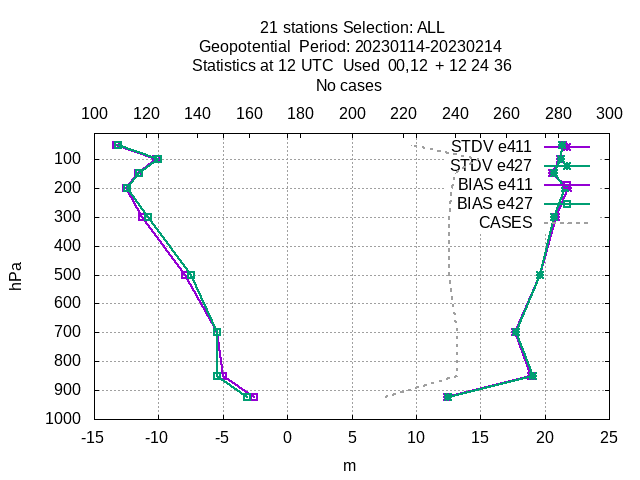 21 stations Selection: ALL
Geopotential  Period: 20230114-20230214
Statistics at 12 UTC  Used  00,12  + 12 24 36
No cases
100 120 140 160 180 200 220 240 260 280 300
STDV e411
STDV e427
BIAS e411
BIAS e427
CASES
100
200
300
400
500
600
700
800
900
1000
hPa
-15 -10 -5 0 5 10 15 20 25
m